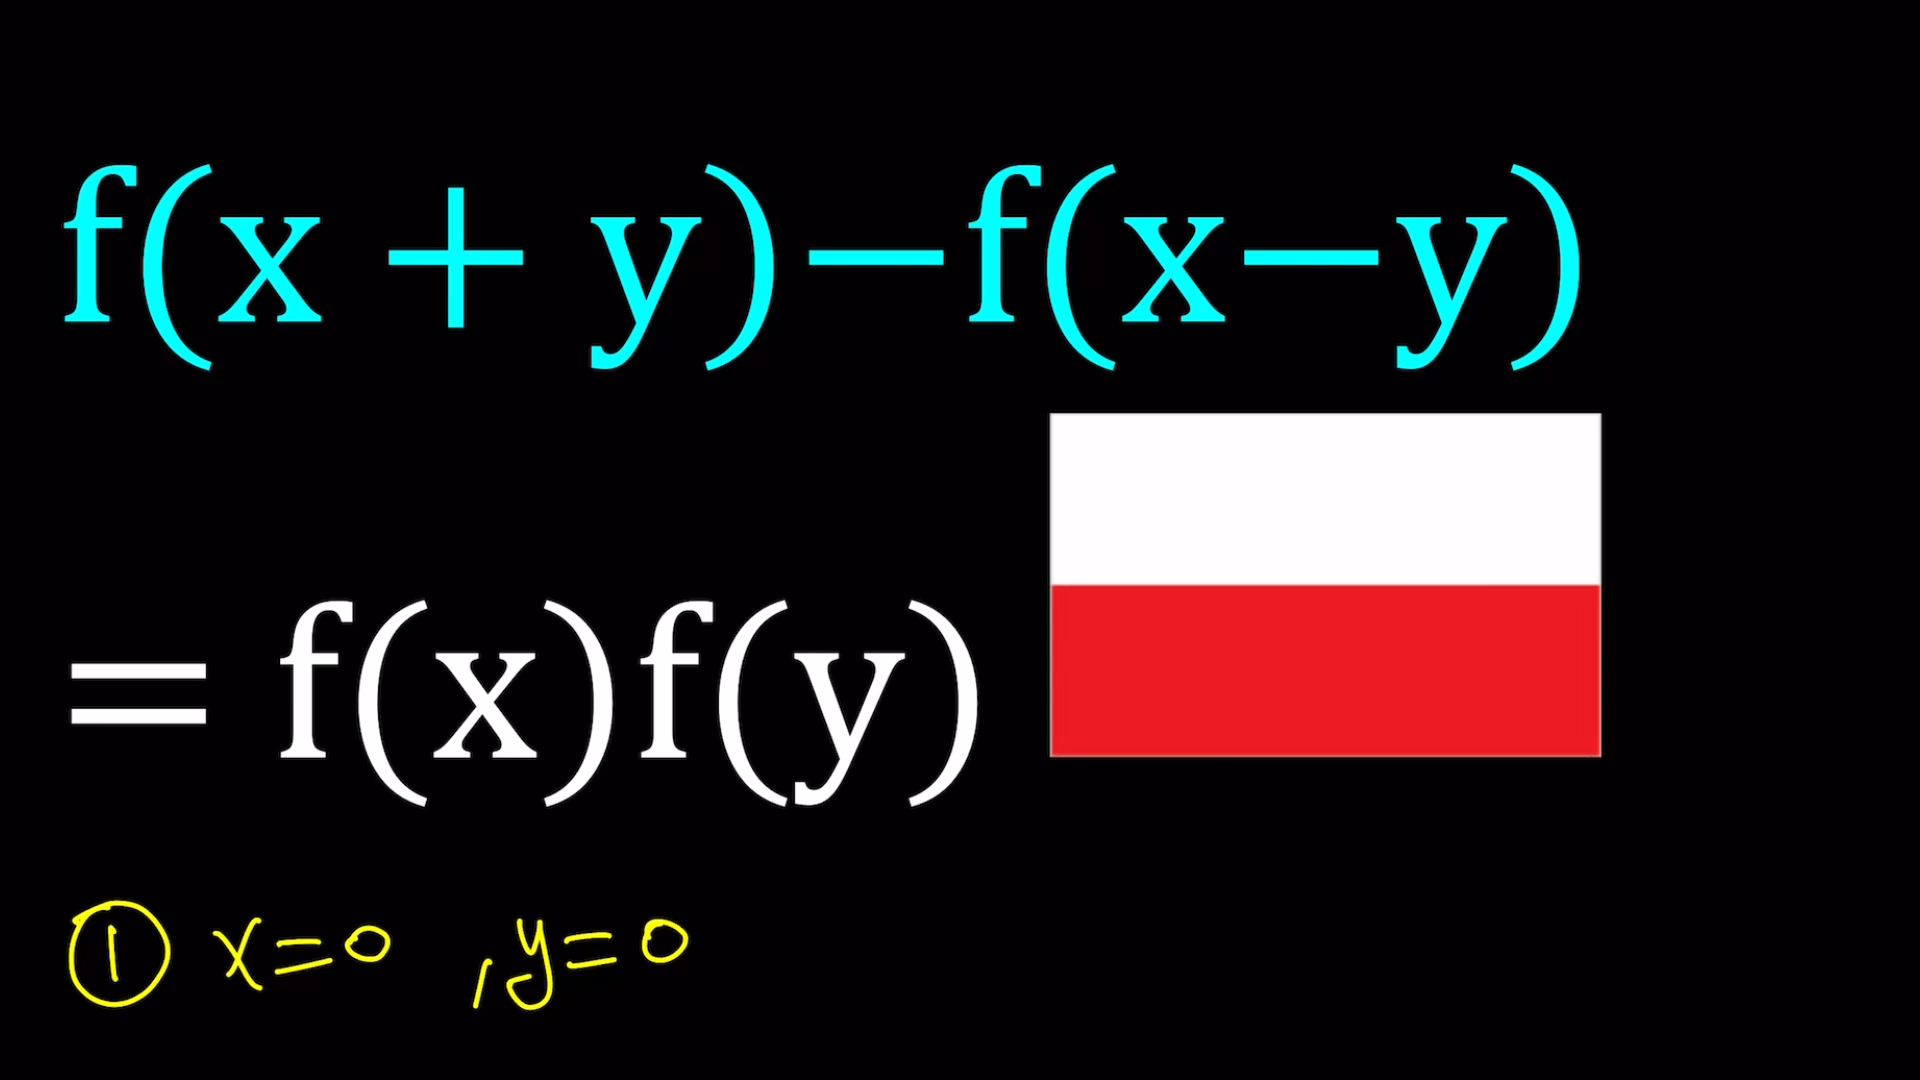 f(x + y)−f(x−y)
= f(x)f(y)
① x=0 , y=0